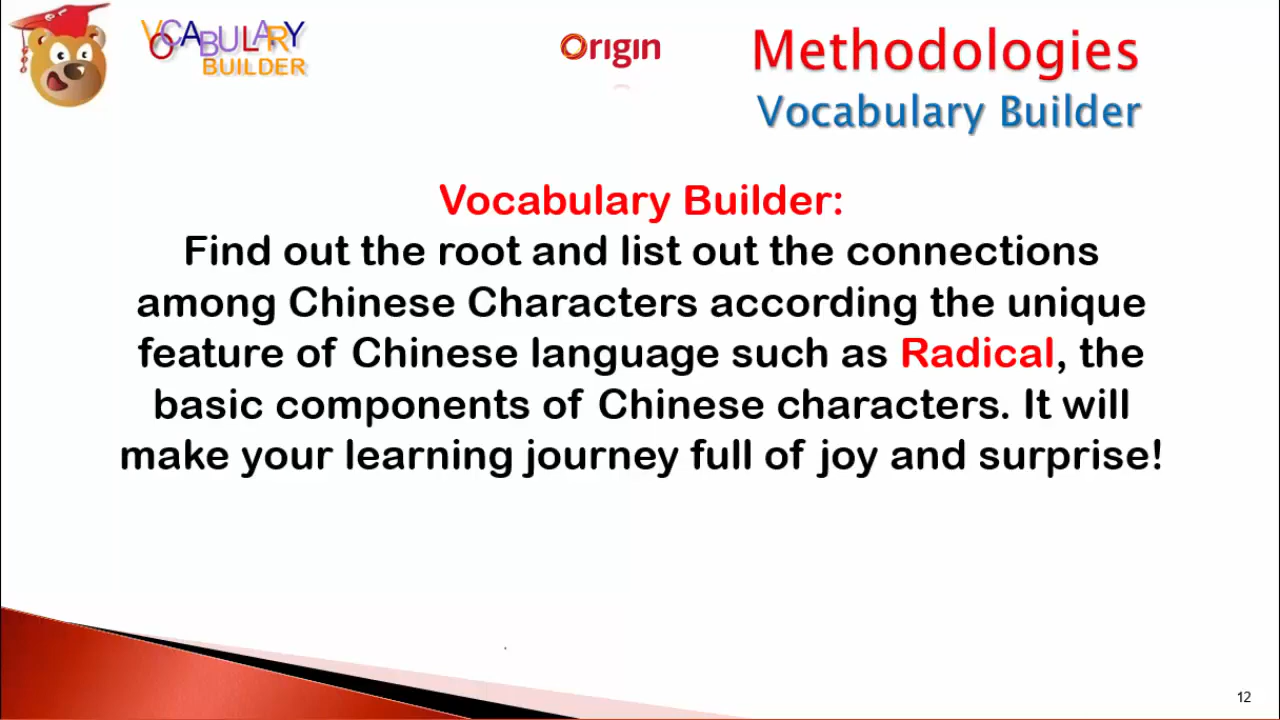 VOCABULARY
BUILDER
Origin
Methodologies
Vocabulary Builder
Vocabulary Builder:
Find out the root and list out the connections
among Chinese Characters according the unique
feature of Chinese language such as Radical, the
basic components of Chinese characters. It will
make your learning journey full of joy and surprise!
12